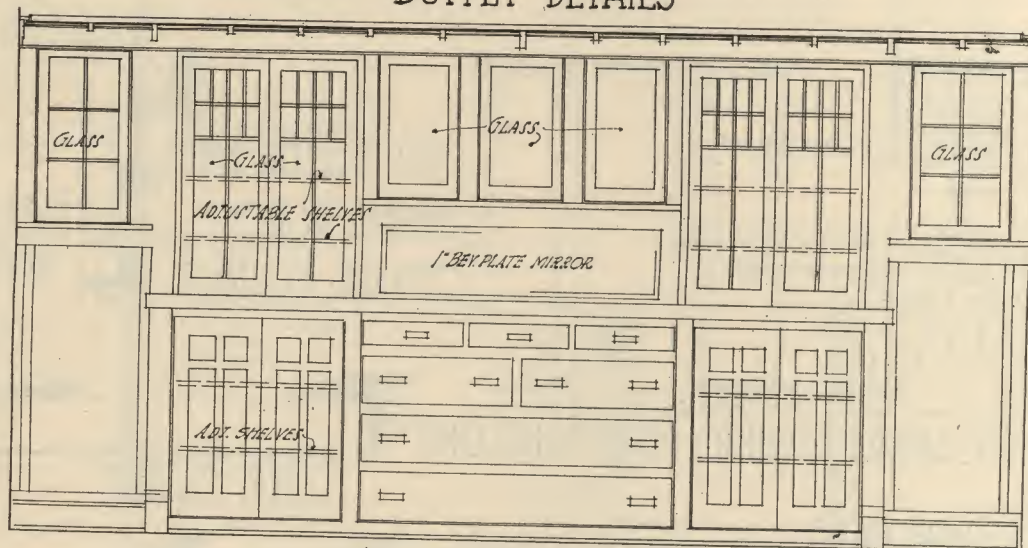 BUFFET DETAILS
GLASS
GLASS
ADJUSTABLE SHELVES
GLASS
1" BEV. PLATE MIRROR
GLASS
ADJ. SHELVES